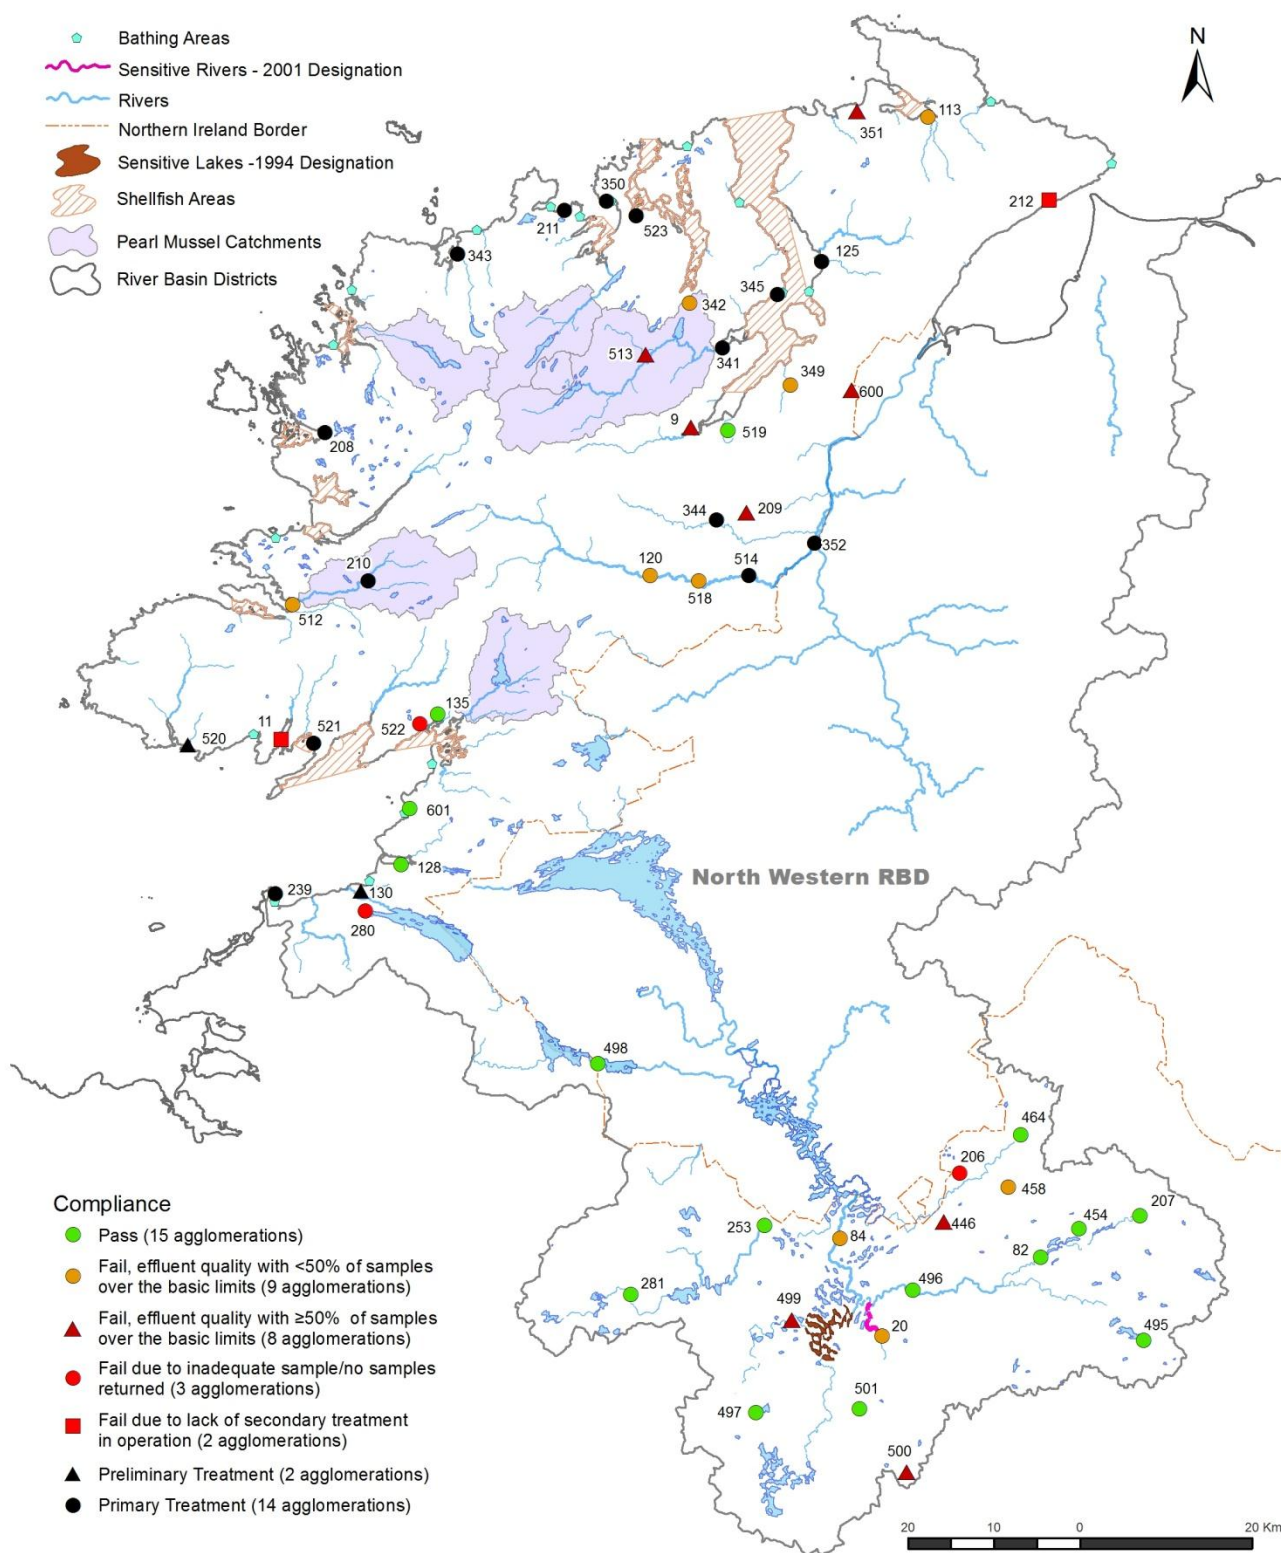 Bathing Areas
Sensitive Rivers - 2001 Designation
Rivers
Northern Ireland Border
Sensitive Lakes -1994 Designation
Shellfish Areas
Pearl Mussel Catchments
River Basin Districts
N
113
351
212
350
211
523
343
125
345
342
513
341
349
600
9
519
208
344
209
352
210
120
518
514
512
135
11
521
522
520
601
128
North Western RBD
239
130
280
498
464
206
458
207
454
446
253
84
82
281
496
499
20
495
501
497
500
Compliance
Pass (15 agglomerations)
Fail, effluent quality with <50% of samples
over the basic limits (9 agglomerations)
Fail, effluent quality with ≥50% of samples
over the basic limits (8 agglomerations)
Fail due to inadequate sample/no samples
returned (3 agglomerations)
Fail due to lack of secondary treatment
in operation (2 agglomerations)
Preliminary Treatment (2 agglomerations)
Primary Treatment (14 agglomerations)
20 10 0 20 Km